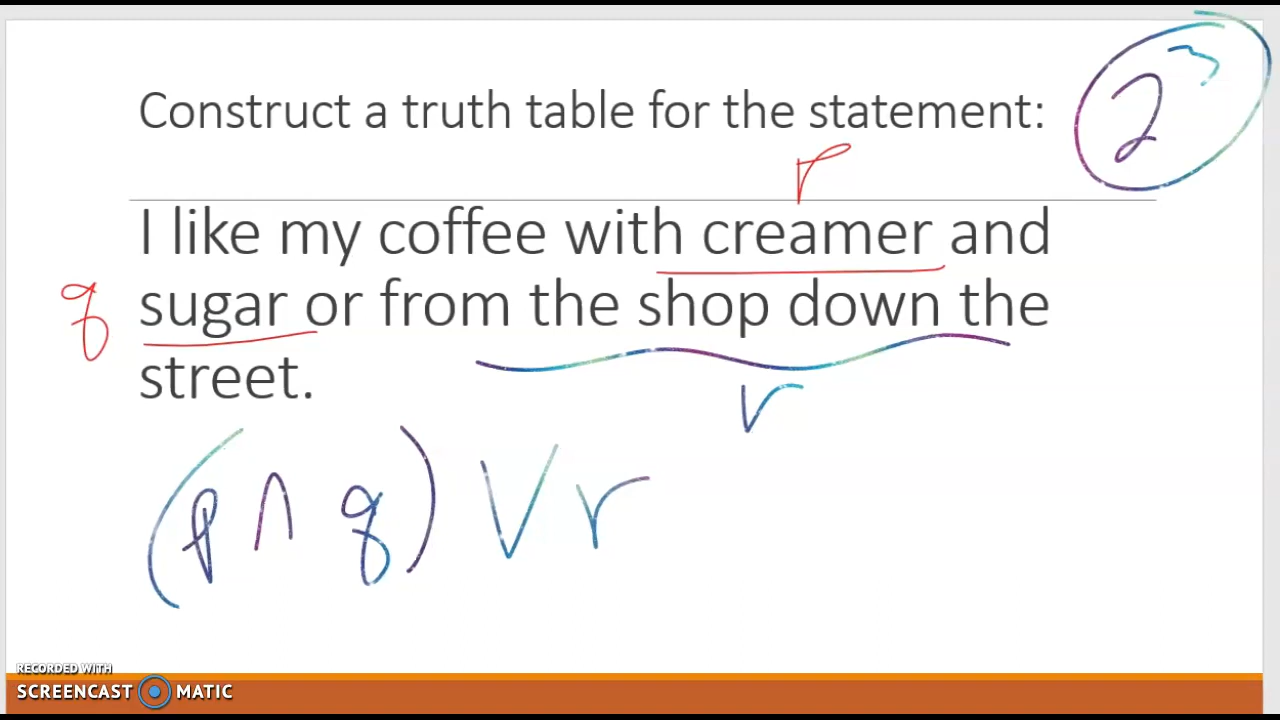 Construct a truth table for the statement:
2³
r
I like my coffee with creamer and
q
sugar or from the shop down the
street.
r
(p ∧ q) ∨ r
RECORDED WITH
SCREENCAST MATIC